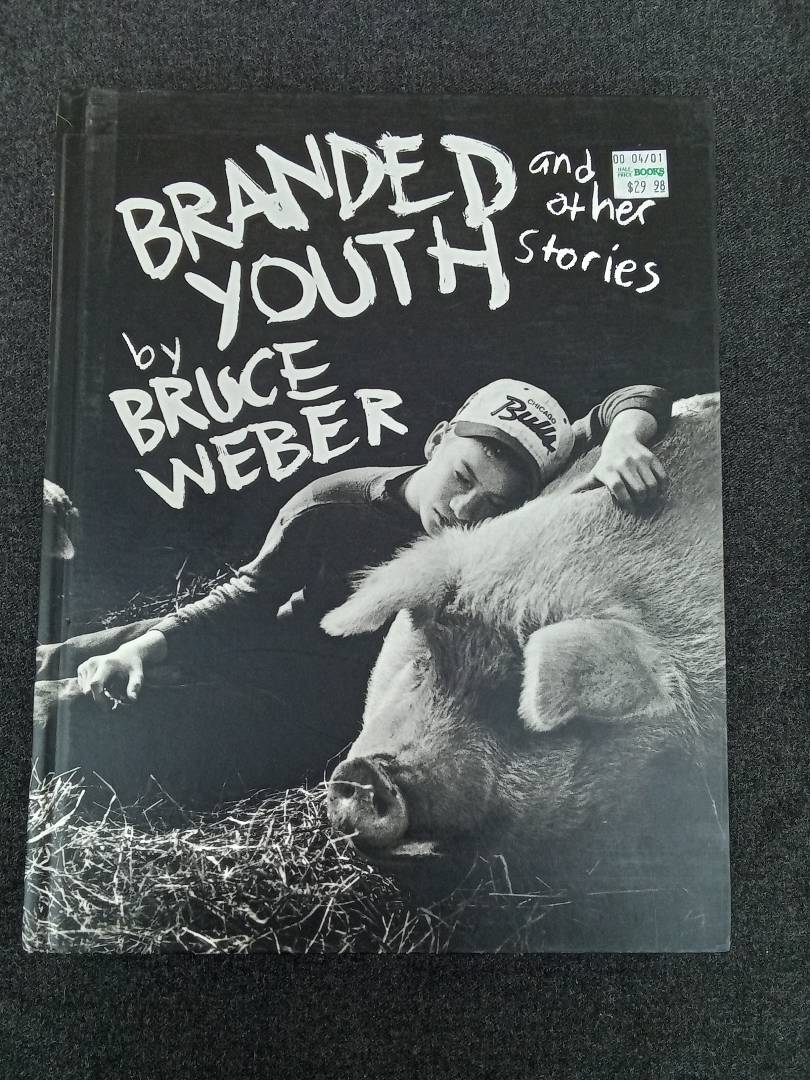 BRANDED
YOUTH
and
other
Stories
by
BRUCE
WEBER
00 04/01
HALF
PRICE BOOKS
$29 98
CHICAGO
Bulls